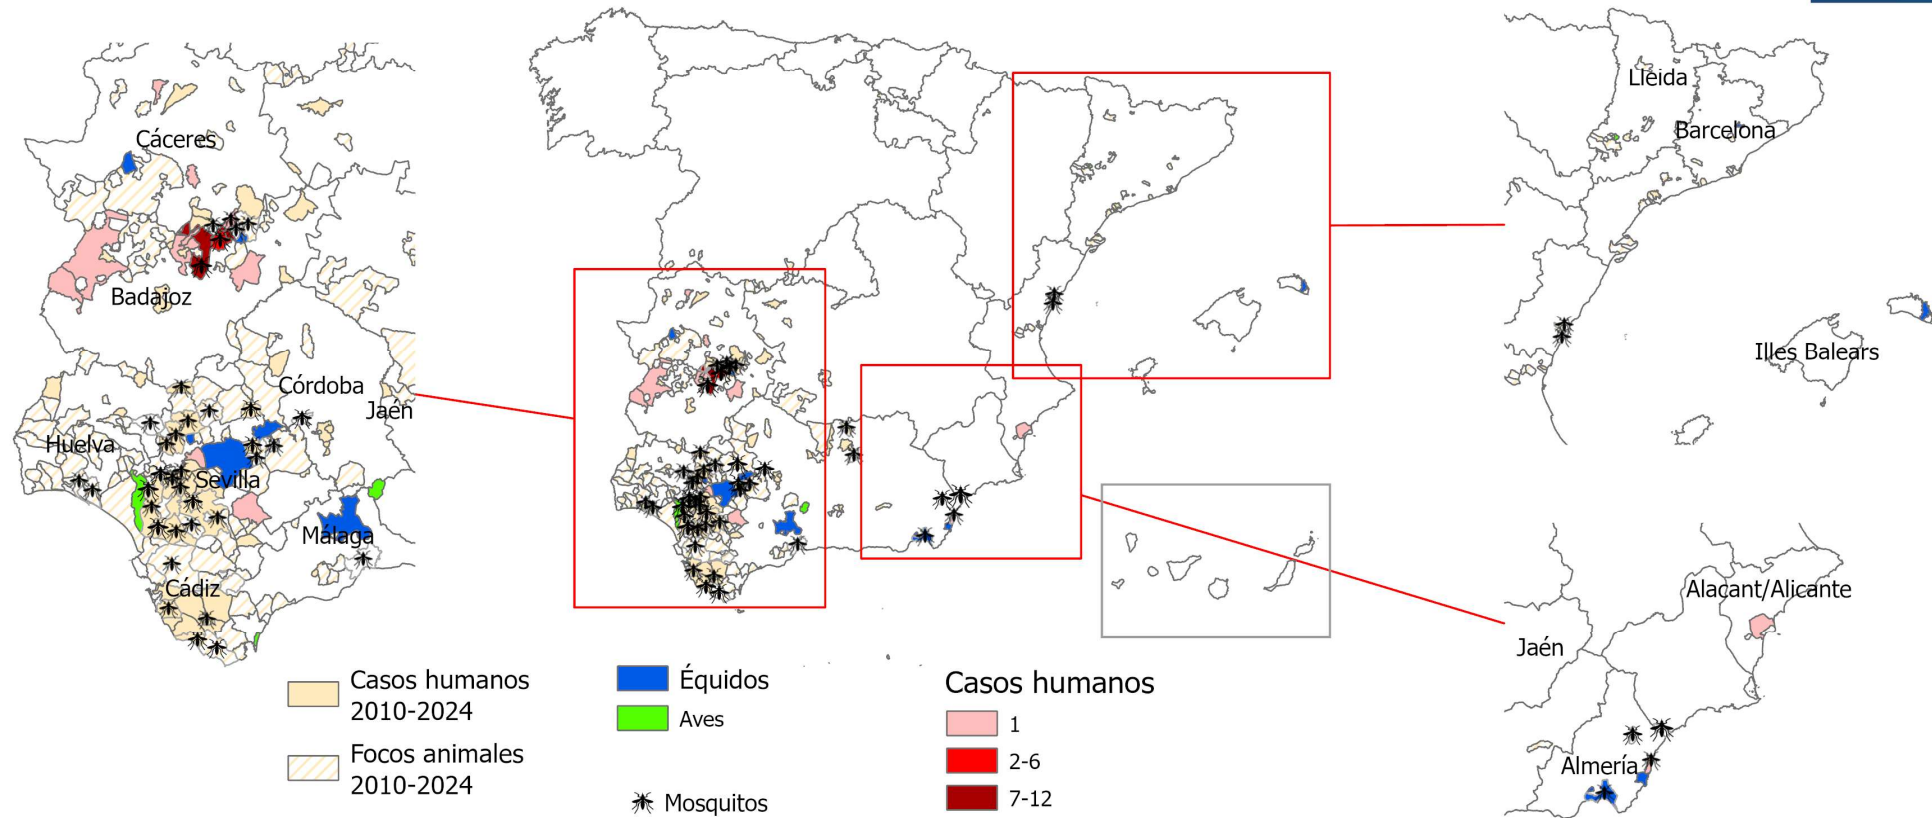 Cáceres
Badajoz
Córdoba
Jaén
Huelva
Sevilla
Málaga
Cádiz
Lleida
Barcelona
Illes Balears
Alacant/Alicante
Jaén
Almería
Casos humanos
2010-2024
Focos animales
2010-2024
Équidos
Aves
Mosquitos
Casos humanos
1
2-6
7-12